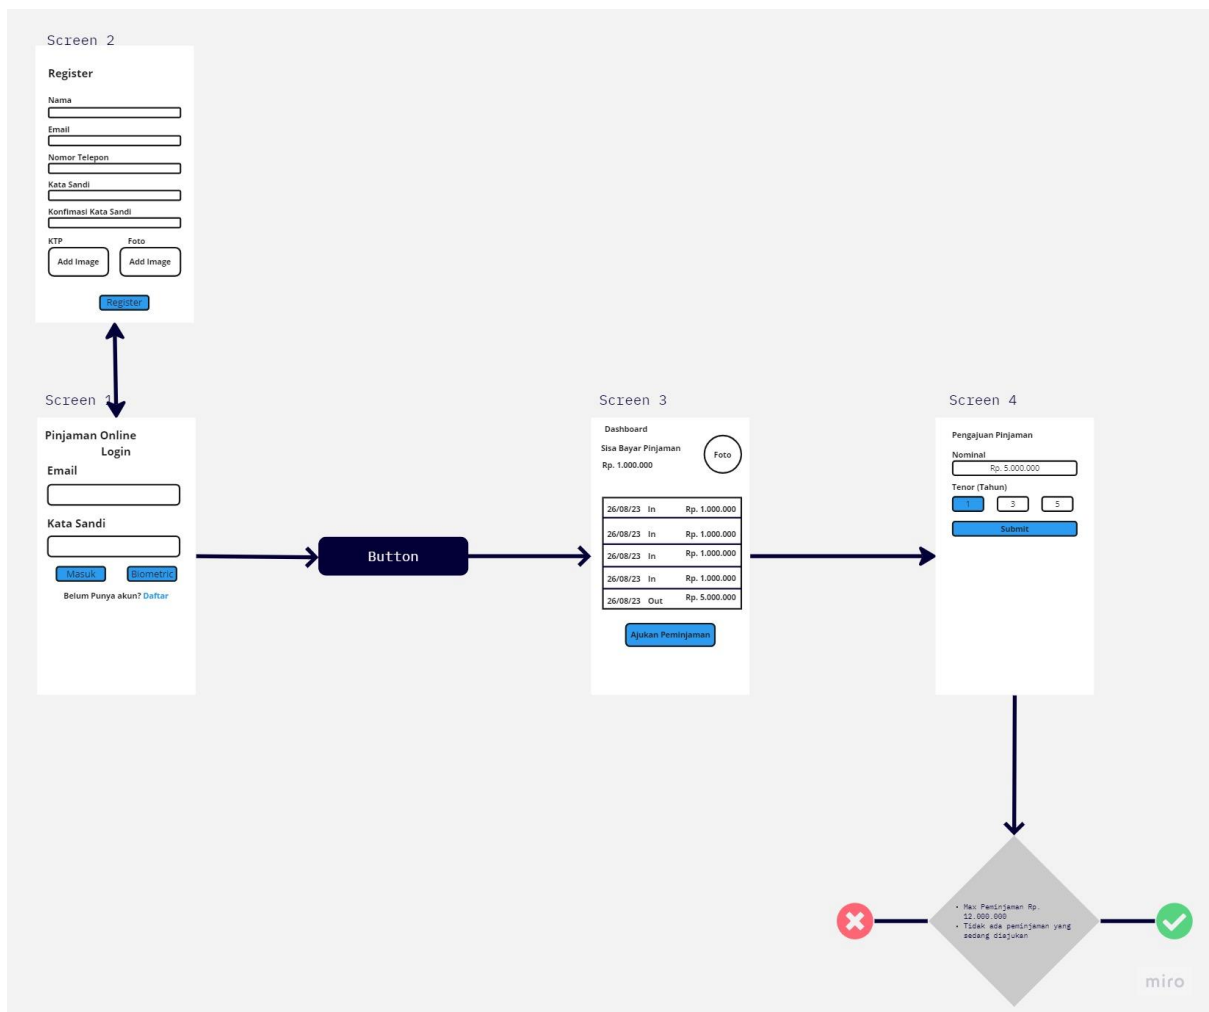 Screen 2
Register
Nama
Email
Nomor Telepon
Kata Sandi
Konfimasi Kata Sandi
KTP Foto
Add Image Add Image
Register
Screen 1
Pinjaman Online
Login
Email
Kata Sandi
Masuk Biometric
Belum Punya akun? Daftar
Button
Screen 3
Dashboard
Sisa Bayar Pinjaman
Rp. 1.000.000
Foto
26/08/23 In Rp. 1.000.000
26/08/23 In Rp. 1.000.000
26/08/23 In Rp. 1.000.000
26/08/23 In Rp. 1.000.000
26/08/23 Out Rp. 5.000.000
Ajukan Peminjaman
Screen 4
Pengajuan Pinjaman
Nominal
Rp. 5.000.000
Tenor (Tahun)
1 3 5
Submit
• Max Peminjaman Rp.
12.000.000
• Tidak ada peminjaman yang
sedang diajukan
miro